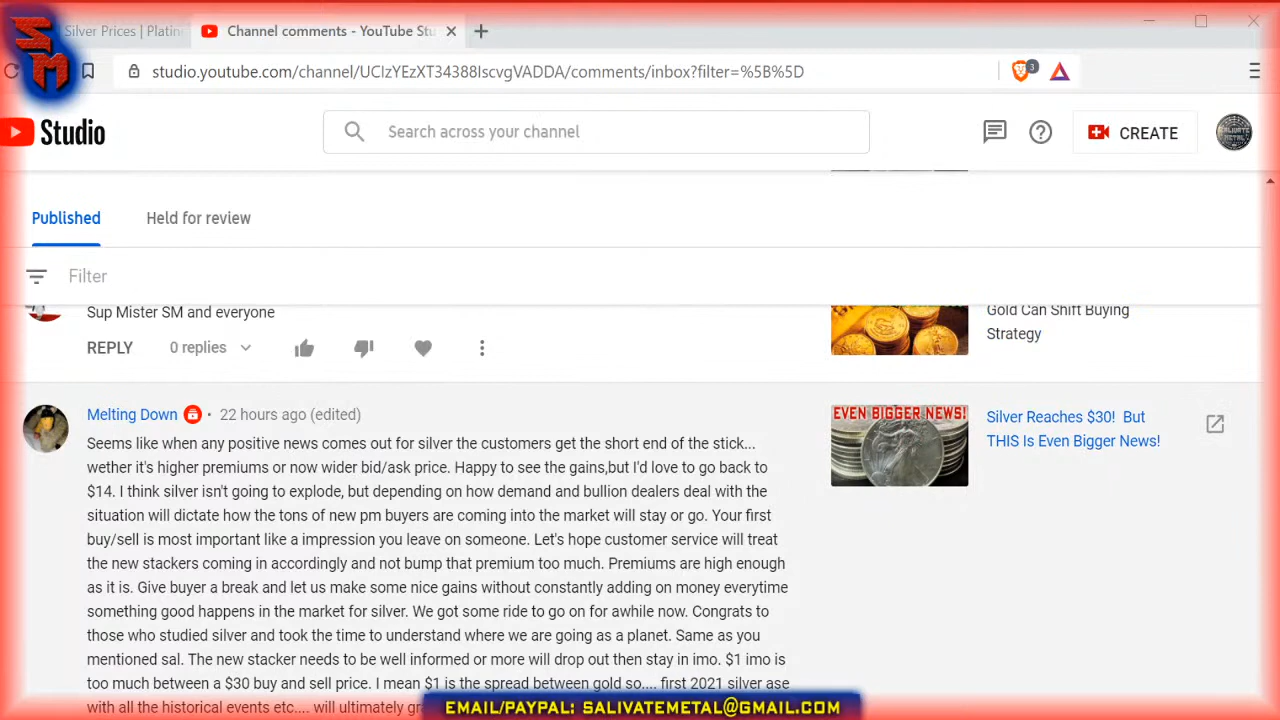 SM
Silver Prices | Plati
Channel comments - YouTube Stu
studio.youtube.com/channel/UCIzYEzXT34388IscvgVADDA/comments/inbox?filter=%5B%5D
3
Studio
Search across your channel
CREATE
Published
Held for review
Filter
Sup Mister SM and everyone
REPLY
0 replies
Gold Can Shift Buying
Strategy
Melting Down • 22 hours ago (edited)
Seems like when any positive news comes out for silver the customers get the short end of the stick...
wether it's higher premiums or now wider bid/ask price. Happy to see the gains,but I'd love to go back to
$14. I think silver isn't going to explode, but depending on how demand and bullion dealers deal with the
situation will dictate how the tons of new pm buyers are coming into the market will stay or go. Your first
buy/sell is most important like a impression you leave on someone. Let's hope customer service will treat
the new stackers coming in accordingly and not bump that premium too much. Premiums are high enough
as it is. Give buyer a break and let us make some nice gains without constantly adding on money everytime
something good happens in the market for silver. We got some ride to go on for awhile now. Congrats to
those who studied silver and took the time to understand where we are going as a planet. Same as you
mentioned sal. The new stacker needs to be well informed or more will drop out then stay in imo. $1 imo is
too much between a $30 buy and sell price. I mean $1 is the spread between gold so.... first 2021 silver ase
with all the historical events etc.... will ultimately
EVEN BIGGER NEWS!
Silver Reaches $30! But
THIS Is Even Bigger News!
EMAIL/PAYPAL: SALIVATEMETAL@GMAIL.COM